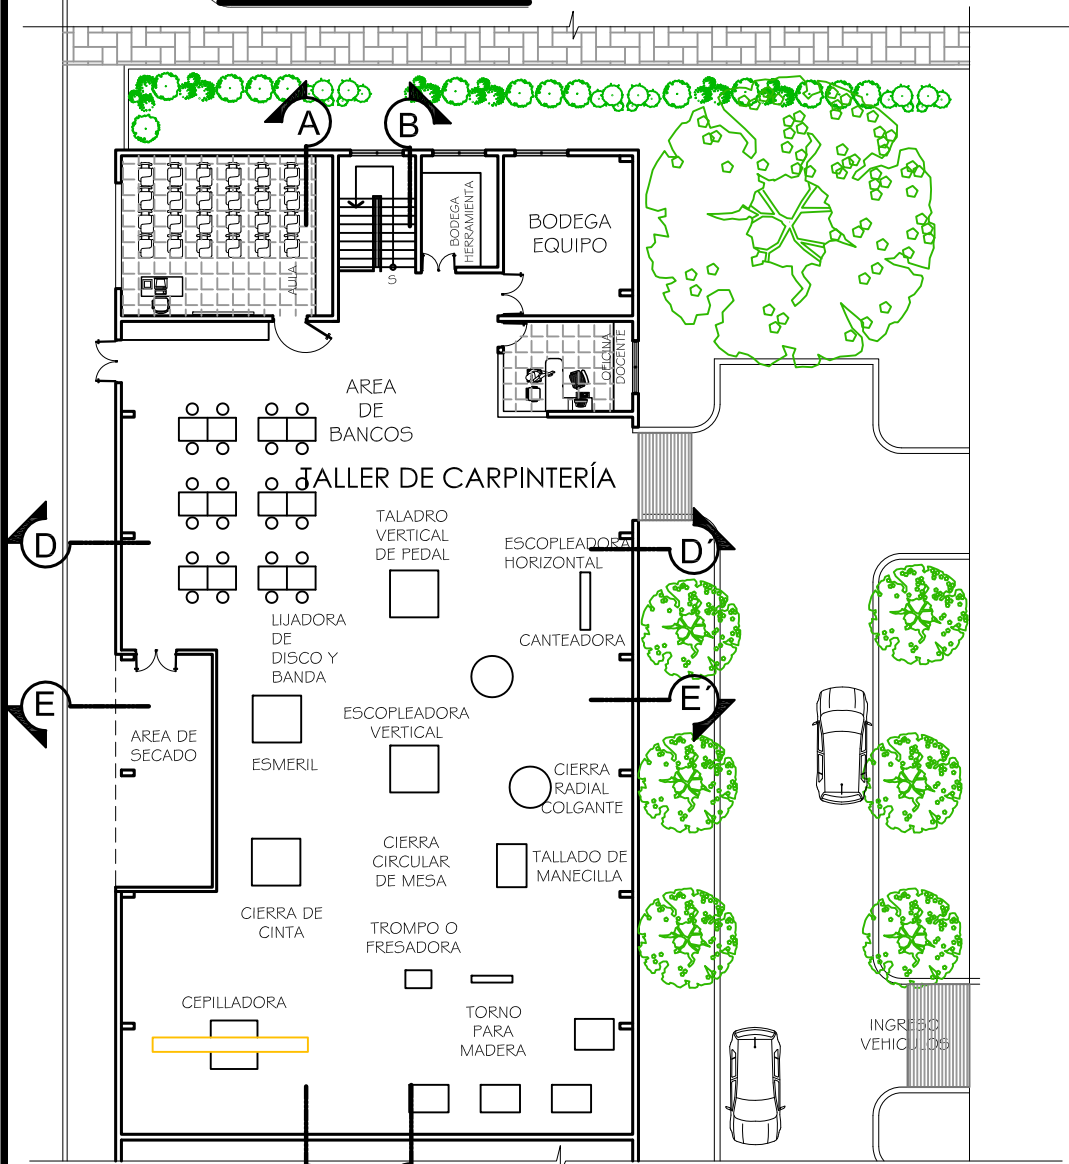 A
B
BODEGA
HERRAMIENTA
BODEGA
EQUIPO
AULA
S
OFICINA
DOCENTE
AREA
DE
BANCOS
TALLER DE CARPINTERÍA
TALADRO
VERTICAL
DE PEDAL
ESCOPLEADORA
HORIZONTAL
D
D´
CANTEADORA
LIJADORA
DE
DISCO Y
BANDA
E
E´
ESCOPLEADORA
VERTICAL
AREA DE
SECADO
ESMERIL
CIERRA
RADIAL
COLGANTE
CIERRA
CIRCULAR
DE MESA
TALLADO DE
MANECILLA
CIERRA DE
CINTA
TROMPO O
FRESADORA
CEPILLADORA
TORNO
PARA
MADERA
INGRESO
VEHICULOS